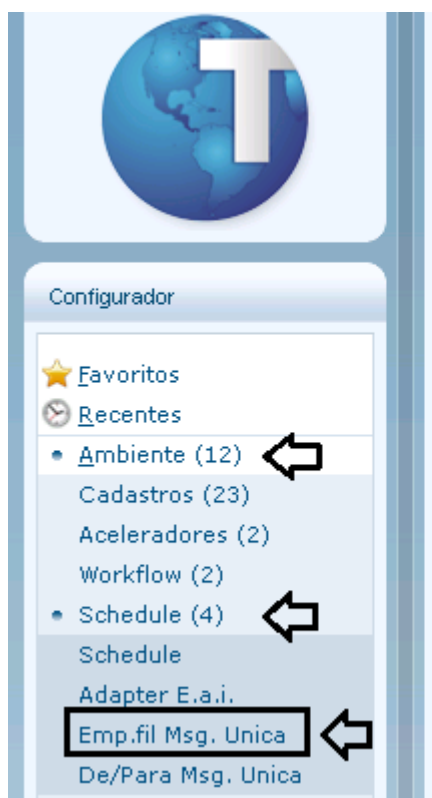 T
Configurador
Favoritos
Recentes
Ambiente (12)
Cadastros (23)
Aceleradores (2)
Workflow (2)
Schedule (4)
Schedule
Adapter E.a.i.
Emp.fil Msg. Unica
De/Para Msg. Unica